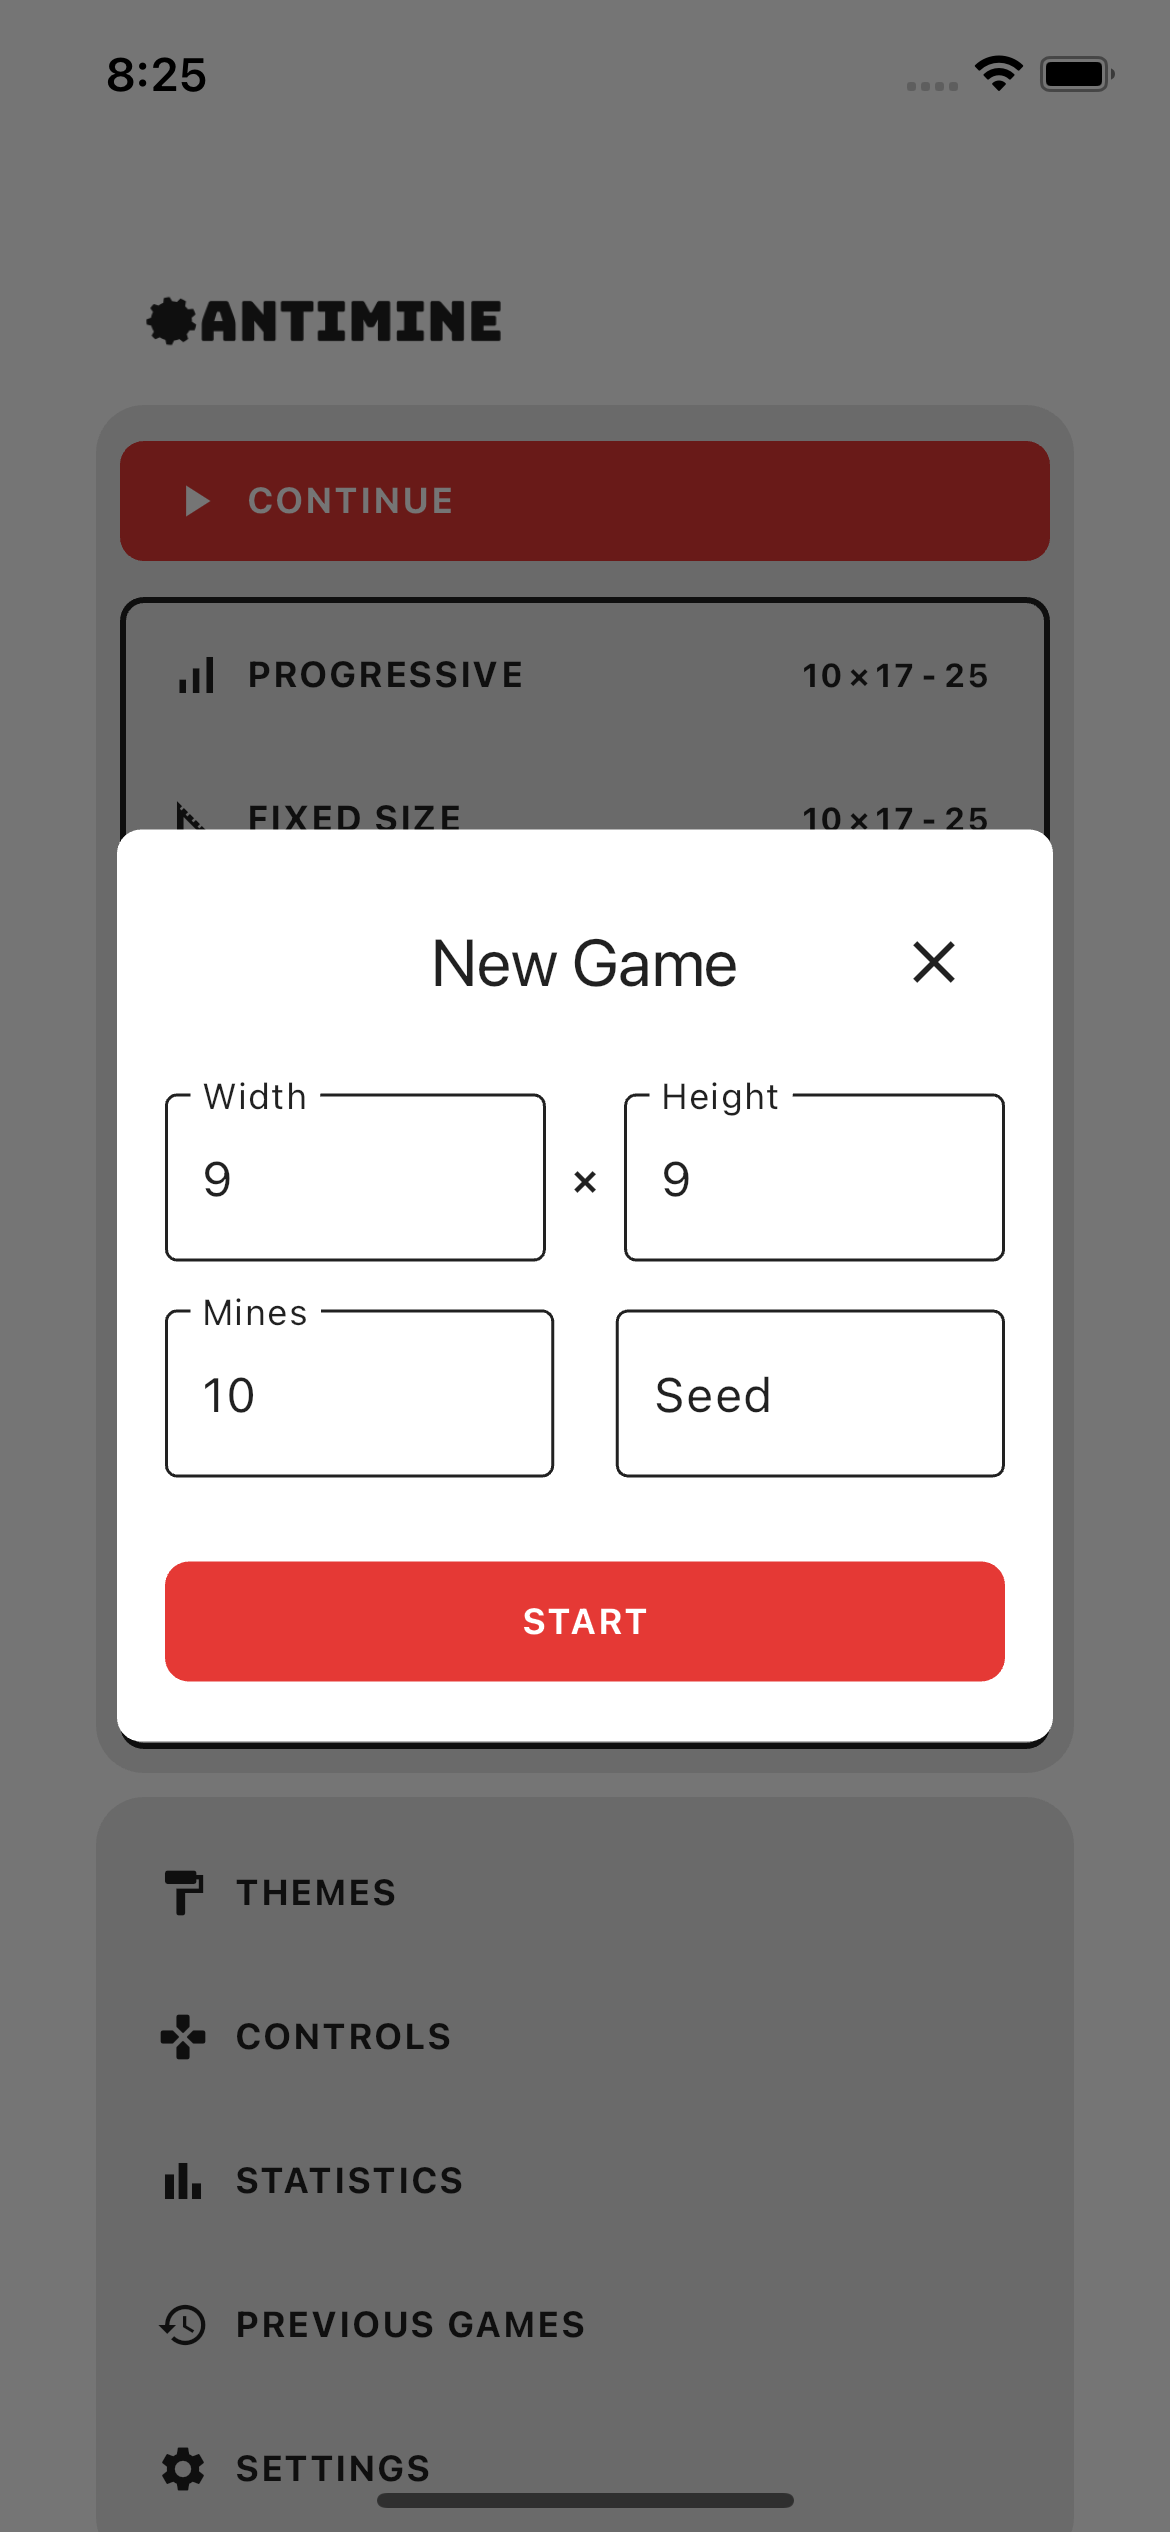 8:25
ANTIMINE
CONTINUE
PROGRESSIVE 10×17 - 25
FIXED SIZE 10×17 - 25
New Game
Width Height
9 × 9
Mines
10 Seed
START
THEMES
CONTROLS
STATISTICS
PREVIOUS GAMES
SETTINGS